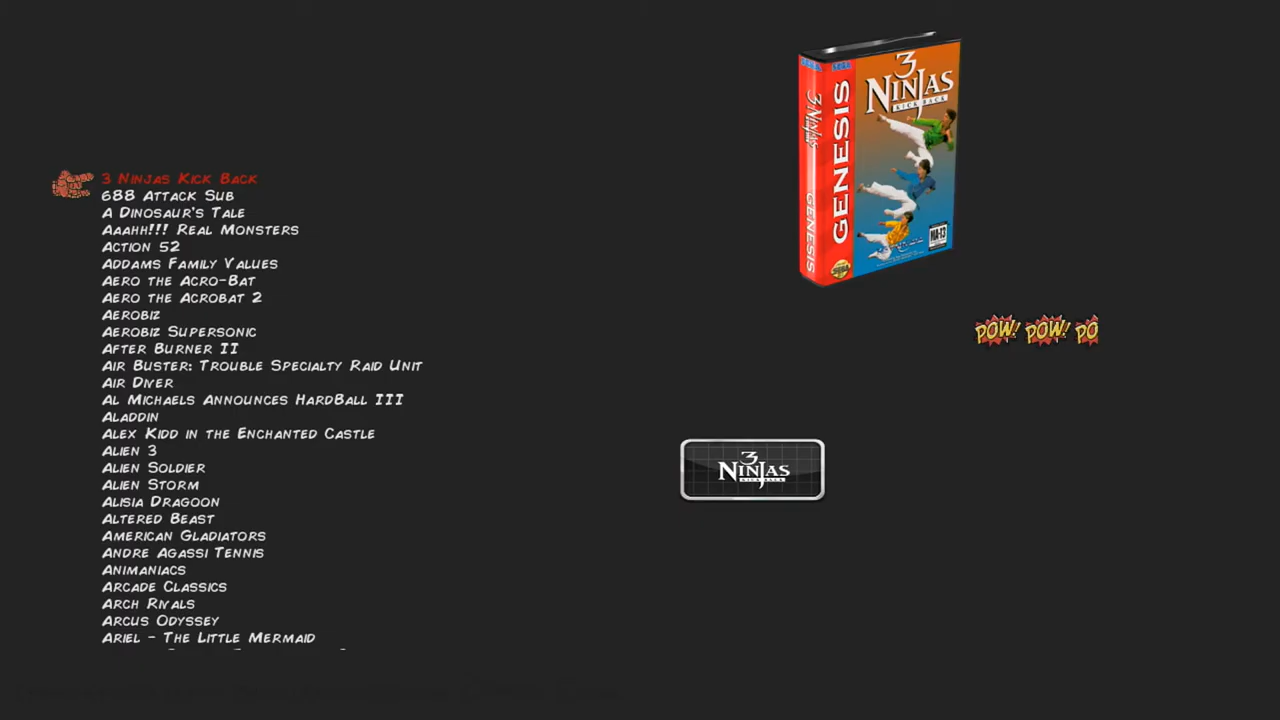 3 Ninjas Kick Back
688 Attack Sub
A Dinosaur's Tale
Aaahh!!! Real Monsters
Action 52
Addams Family Values
Aero the Acro-Bat
Aero the Acrobat 2
Aerobiz
Aerobiz Supersonic
After Burner II
Air Buster: Trouble Specialty Raid Unit
Air Diver
Al Michaels Announces HardBall III
Aladdin
Alex Kidd in the Enchanted Castle
Alien 3
Alien Soldier
Alien Storm
Alisia Dragoon
Altered Beast
American Gladiators
Andre Agassi Tennis
Animaniacs
Arcade Classics
Arch Rivals
Arcus Odyssey
Ariel - The Little Mermaid
SEGA
3 NINJAS
GENESIS
SEGA
GENESIS
3
NINJAS
KICK BACK
MA-13
SEGA
POW! POW! PO
3
NINJAS
KICK BACK